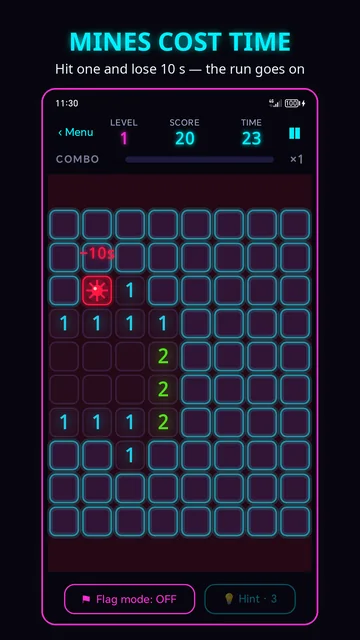 MINES COST TIME
Hit one and lose 10 s — the run goes on
11:30
100
‹ Menu
LEVEL
1
SCORE
20
TIME
23
COMBO
×1
−10s
1
1 1 1 1
2
2
1 1 1 2
1
Flag mode: OFF
Hint · 3